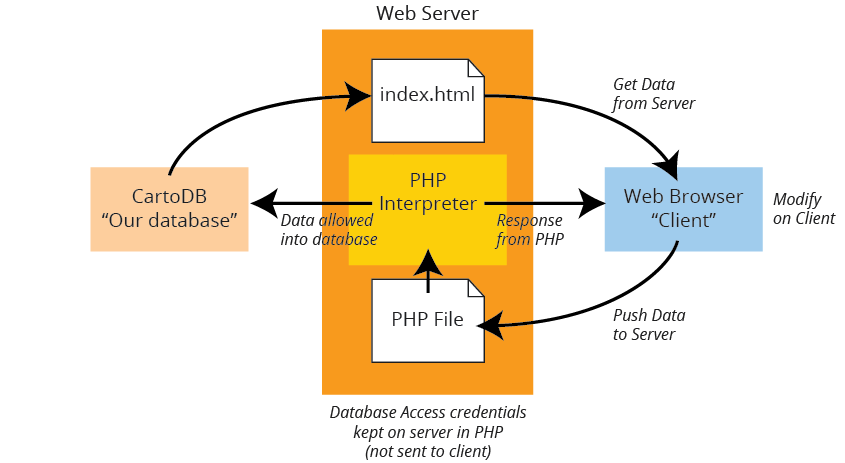 Web Server
index.html
Get Data
from Server
CartoDB
“Our database”
PHP
Interpreter
Web Browser
“Client”
Modify
on Client
Data allowed
into database
Response
from PHP
PHP File
Push Data
to Server
Database Access credentials
kept on server in PHP
(not sent to client)